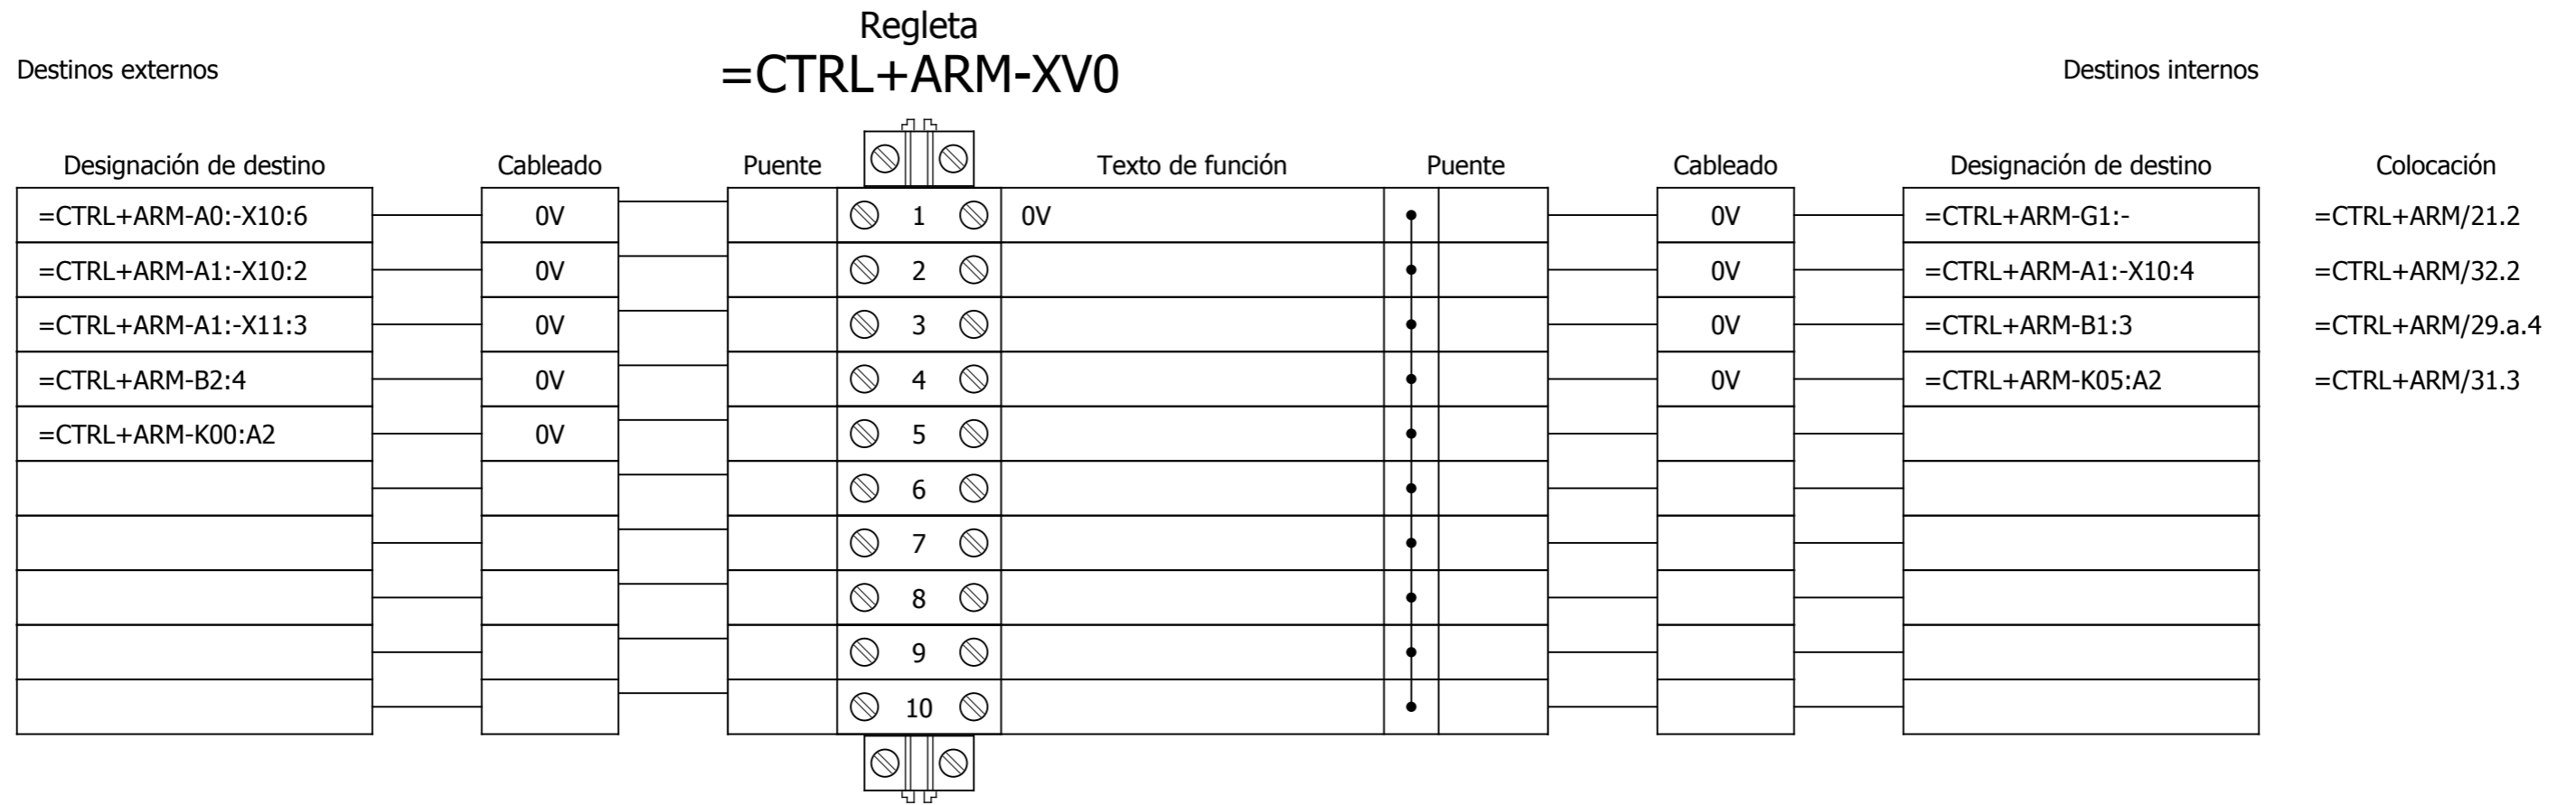 Regleta
Destinos externos =CTRL+ARM-XV0 Destinos internos
Designación de destino Cableado Puente Texto de función Puente Cableado Designación de destino Colocación
=CTRL+ARM-A0:-X10:6 0V 1 0V 0V =CTRL+ARM-G1:- =CTRL+ARM/21.2
=CTRL+ARM-A1:-X10:2 0V 2 0V =CTRL+ARM-A1:-X10:4 =CTRL+ARM/32.2
=CTRL+ARM-A1:-X11:3 0V 3 0V =CTRL+ARM-B1:3 =CTRL+ARM/29.a.4
=CTRL+ARM-B2:4 0V 4 0V =CTRL+ARM-K05:A2 =CTRL+ARM/31.3
=CTRL+ARM-K00:A2 0V 5
6
7
8
9
10